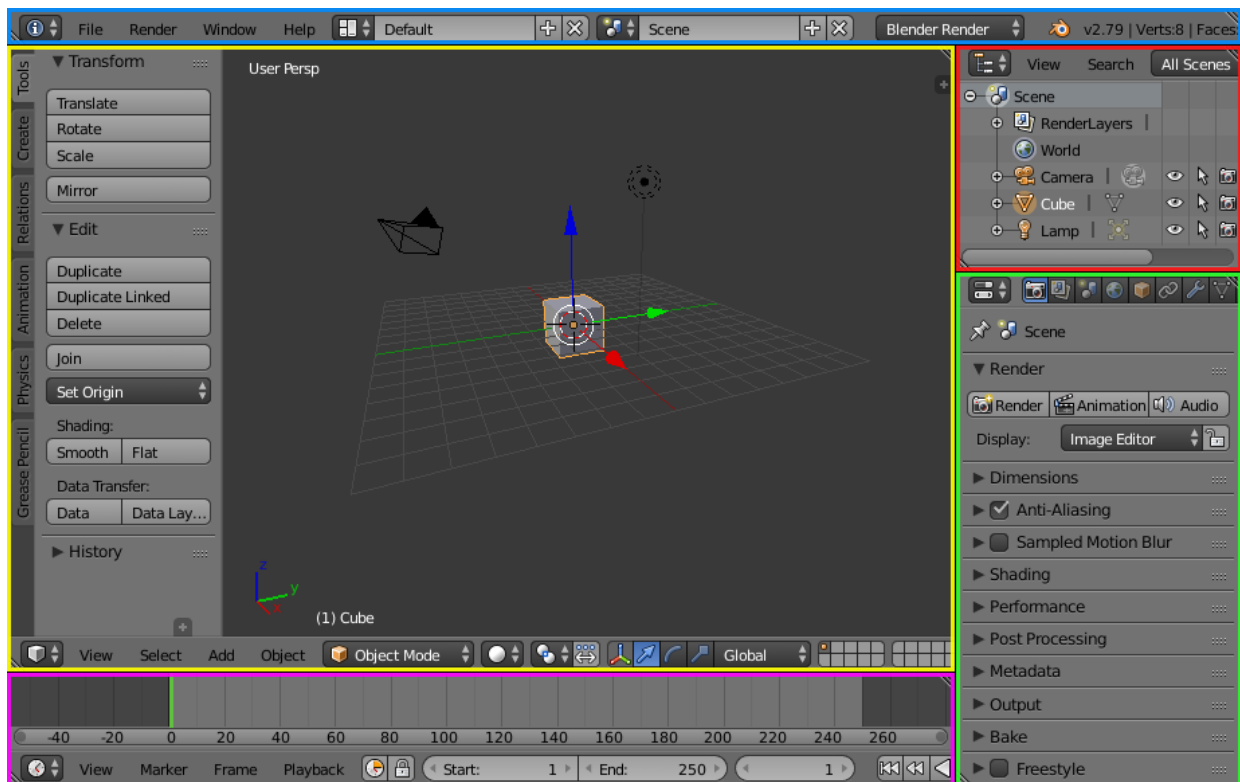 File Render Window Help Default Scene Blender Render v2.79 | Verts:8 | Faces:
Tools
Create
Relations
Animation
Physics
Grease Pencil
Transform
Translate
Rotate
Scale
Mirror
Edit
Duplicate
Duplicate Linked
Delete
Join
Set Origin
Shading:
Smooth Flat
Data Transfer:
Data Data Lay...
History
User Persp
z
y
x
(1) Cube
View Select Add Object Object Mode Global
-40 -20 0 20 40 60 80 100 120 140 160 180 200 220 240 260
View Marker Frame Playback Start: 1 End: 250 1
View Search All Scenes
Scene
RenderLayers |
World
Camera |
Cube |
Lamp |
Scene
Render
Render Animation Audio
Display: Image Editor
Dimensions
Anti-Aliasing
Sampled Motion Blur
Shading
Performance
Post Processing
Metadata
Output
Bake
Freestyle